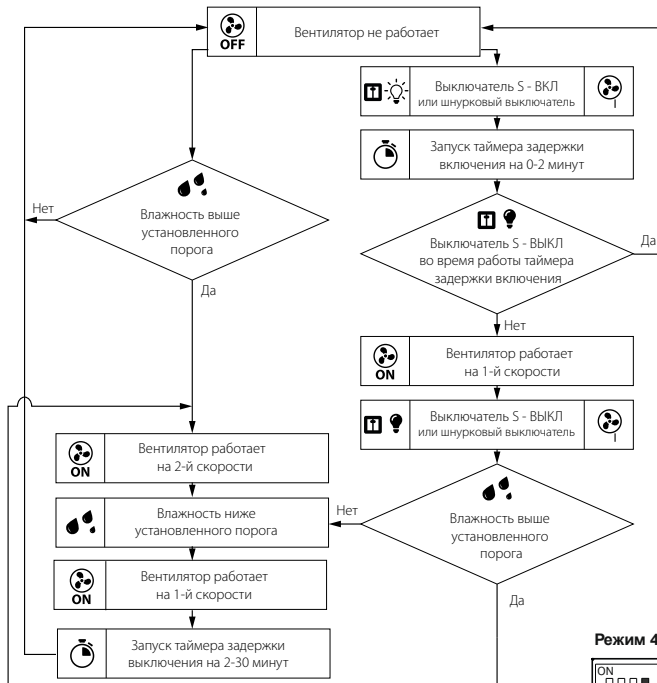 OFF
Вентилятор не работает
Выключатель S - ВКЛ
или шнурковый выключатель
Запуск таймера задержки
включения на 0-2 минут
Нет
Влажность выше
установленного
порога
Да
Выключатель S - ВЫКЛ
во время работы таймера
задержки включения
Да
Нет
ON
Вентилятор работает
на 1-й скорости
Выключатель S - ВЫКЛ
или шнурковый выключатель
ON
Вентилятор работает
на 2-й скорости
Влажность ниже
установленного порога
Нет
Влажность выше
установленного
порога
Да
ON
Вентилятор работает
на 1-й скорости
Запуск таймера задержки
выключения на 2-30 минут
Режим 4
ON